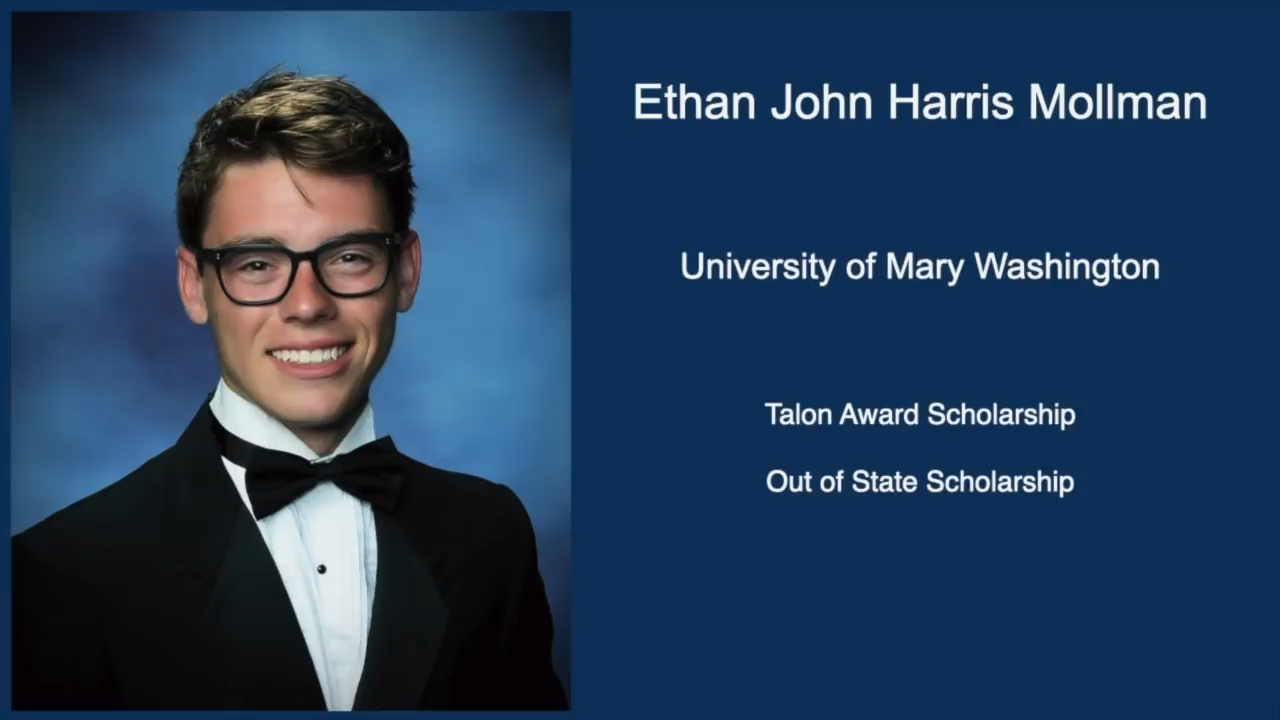 Ethan John Harris Mollman
University of Mary Washington
Talon Award Scholarship
Out of State Scholarship